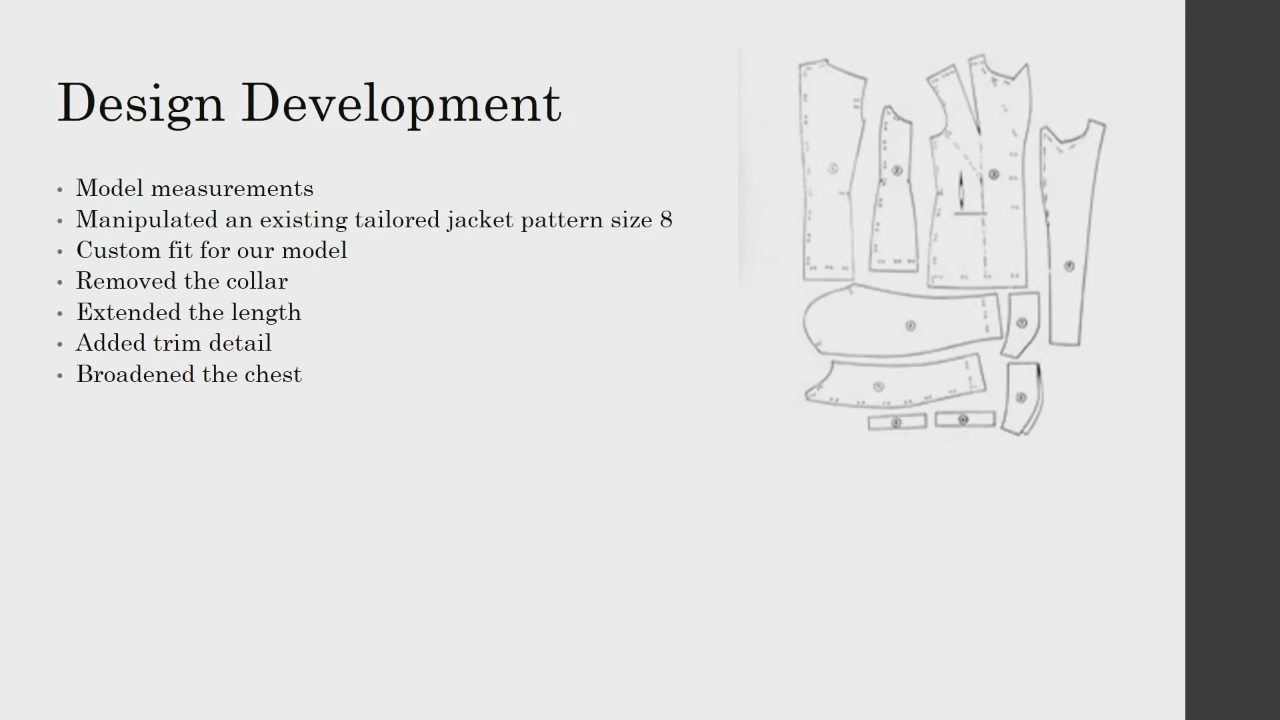 Design Development
• Model measurements
• Manipulated an existing tailored jacket pattern size 8
• Custom fit for our model
• Removed the collar
• Extended the length
• Added trim detail
• Broadened the chest